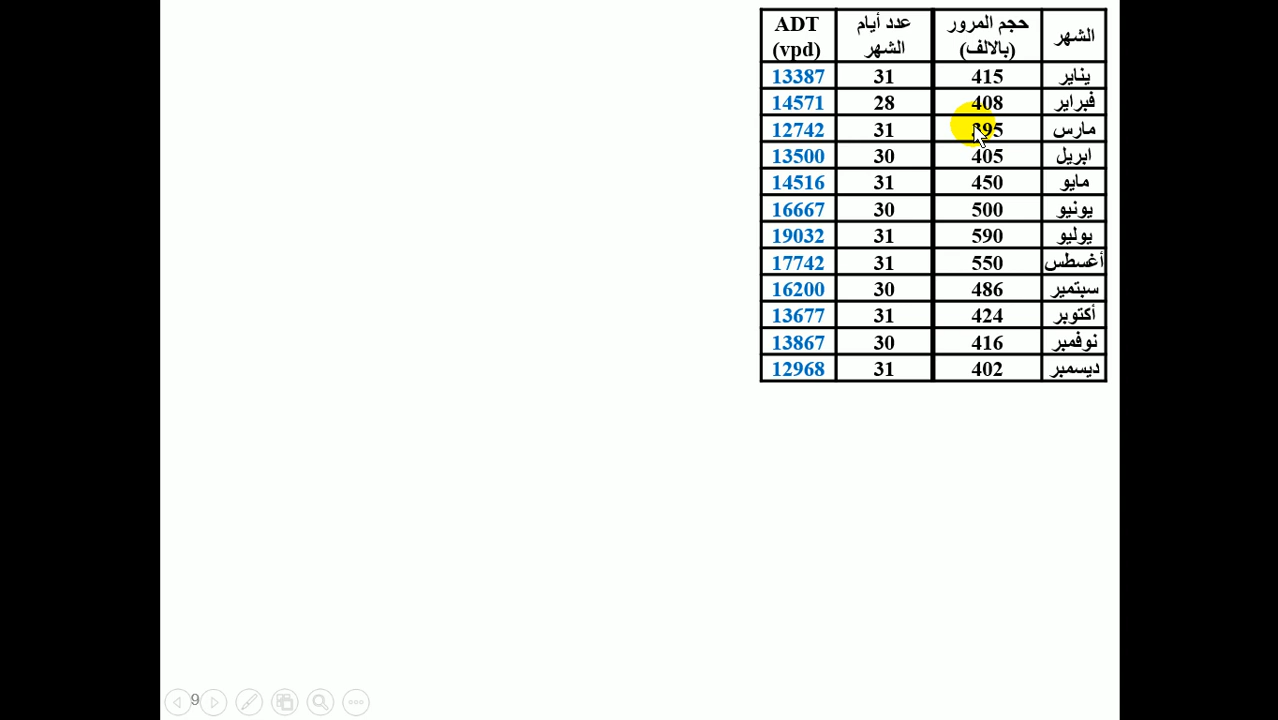 الشهر حجم المرور (بالالف) عدد أيام الشهر ADT (vpd)
يناير 415 31 13387
فبراير 408 28 14571
مارس 395 31 12742
ابريل 405 30 13500
مايو 450 31 14516
يونيو 500 30 16667
يوليو 590 31 19032
أغسطس 550 31 17742
سبتمبر 486 30 16200
أكتوبر 424 31 13677
نوفمبر 416 30 13867
ديسمبر 402 31 12968
9